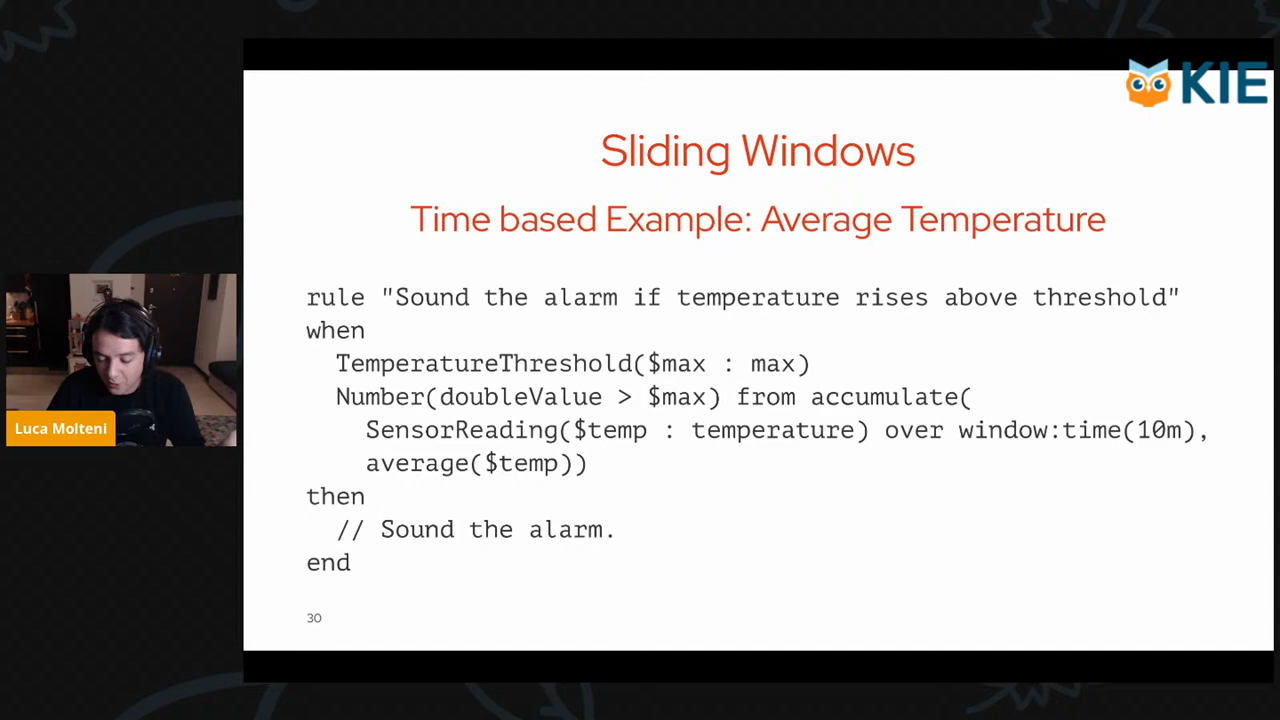 KIE
Sliding Windows
Time based Example: Average Temperature
rule "Sound the alarm if temperature rises above threshold"
when
TemperatureThreshold($max : max)
Number(doubleValue > $max) from accumulate(
SensorReading($temp : temperature) over window:time(10m),
average($temp))
then
// Sound the alarm.
end
30
Luca Molteni